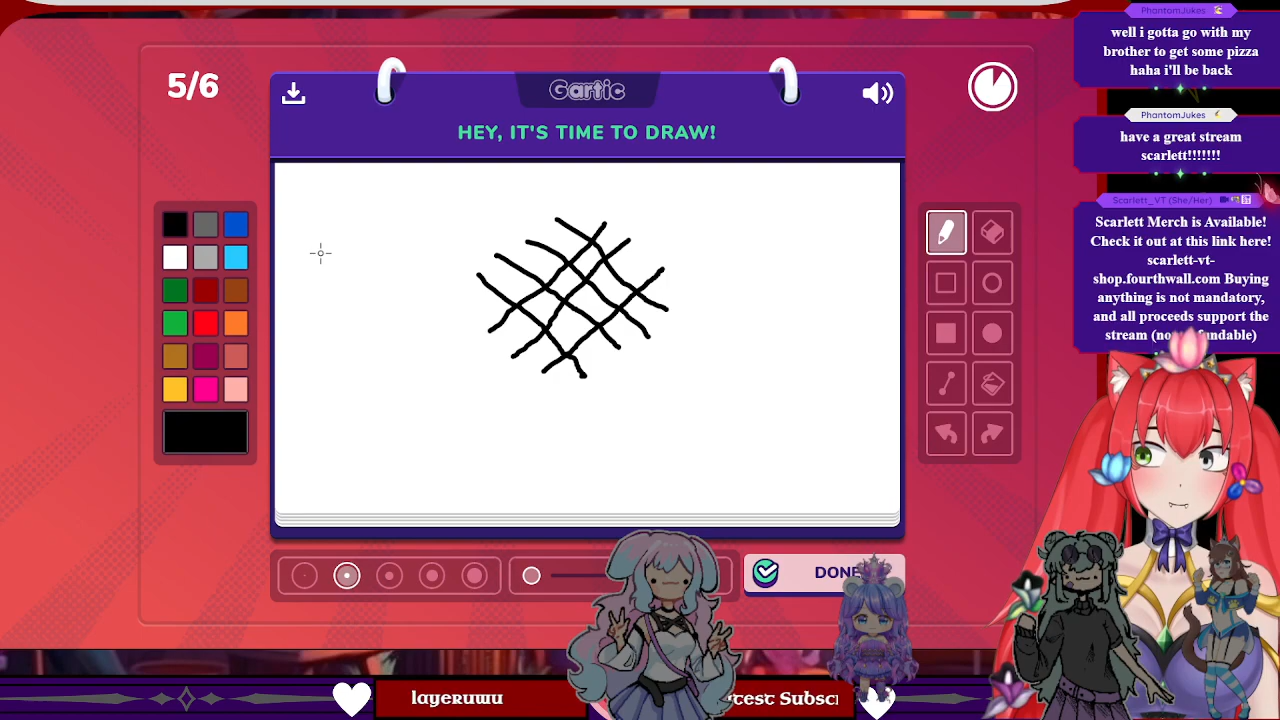 5/6
Gartic
HEY, IT'S TIME TO DRAW!
PhantomJukes
well i gotta go with my
brother to get some pizza
haha i'll be back
PhantomJukes
have a great stream
scarlett!!!!!!!
Scarlett_VT (She/Her)
Scarlett Merch is Available!
Check it out at this link here!
scarlett-vt-
shop.fourthwall.com Buying
anything is not mandatory,
and all proceeds support the
stream
layeruwu